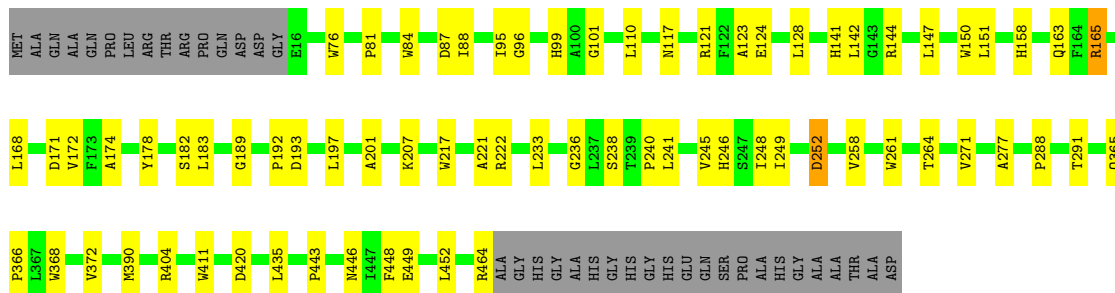 MET ALA GLN ALA GLN PRO LEU ARG THR ARG PRO GLN ASP ASP GLY E16 W76 P81 W84 D87 I88 I95 G96 H99 A100 G101 L110 N117 R121 F122 A123 E124 L128 H141 L142 G143 R144 L147 W150 L151 H158 Q163 F164 R165
L168 D171 V172 F173 A174 Y178 S182 L183 G189 P192 D193 L197 A201 K207 W217 A221 R222 L233 G236 L237 S238 T239 P240 L241 V245 H246 S247 I248 I249 D252 V258 W261 T264 V271 A277 P288 T291 Q365
P366 L367 W368 V372 M390 R404 W411 D420 L435 P443 N446 I447 F448 E449 L452 R464 ALA GLY HIS GLY ALA HIS GLY HIS GLY HIS GLU GLN SER PRO ALA HIS GLY ALA ALA THR ALA ASP